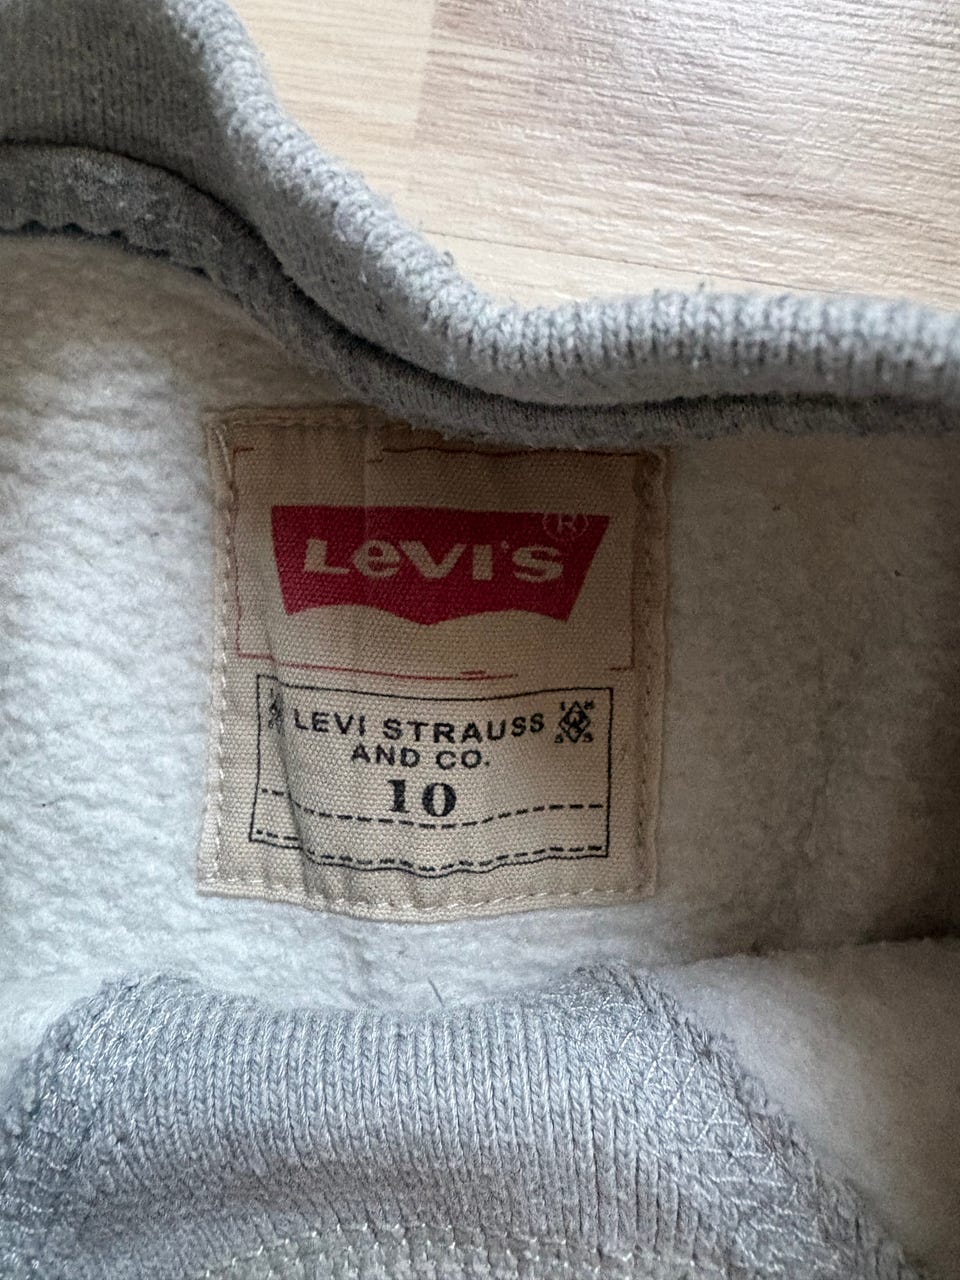 LEVI'S®
LEVI STRAUSS
AND CO.
10